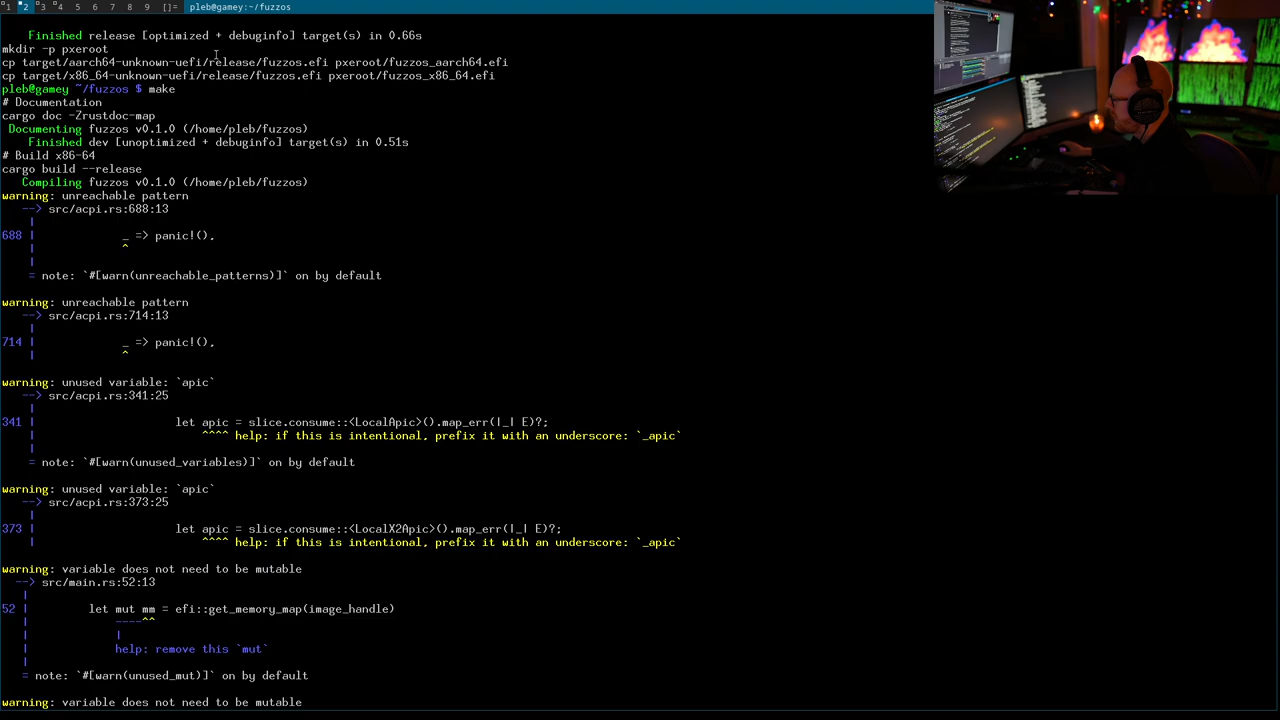 1 2 3 4 5 6 7 8 9 []= pleb@gamey:~/fuzzos
Finished release [optimized + debuginfo] target(s) in 0.66s
mkdir -p pxeroot
cp target/aarch64-unknown-uefi/release/fuzzos.efi pxeroot/fuzzos_aarch64.efi
cp target/x86_64-unknown-uefi/release/fuzzos.efi pxeroot/fuzzos_x86_64.efi
pleb@gamey ~/fuzzos $ make
# Documentation
cargo doc -Zrustdoc-map
Documenting fuzzos v0.1.0 (/home/pleb/fuzzos)
Finished dev [unoptimized + debuginfo] target(s) in 0.51s
# Build x86-64
cargo build --release
Compiling fuzzos v0.1.0 (/home/pleb/fuzzos)
warning: unreachable pattern
--> src/acpi.rs:688:13
|
688 | _ => panic!(),
| ^
|
= note: `#[warn(unreachable_patterns)]` on by default
warning: unreachable pattern
--> src/acpi.rs:714:13
|
714 | _ => panic!(),
| ^
warning: unused variable: `apic`
--> src/acpi.rs:341:25
|
341 | let apic = slice.consume::<LocalApic>().map_err(|_| E)?;
| ^^^^ help: if this is intentional, prefix it with an underscore: `_apic`
|
= note: `#[warn(unused_variables)]` on by default
warning: unused variable: `apic`
--> src/acpi.rs:373:25
|
373 | let apic = slice.consume::<LocalX2Apic>().map_err(|_| E)?;
| ^^^^ help: if this is intentional, prefix it with an underscore: `_apic`
warning: variable does not need to be mutable
--> src/main.rs:52:13
|
52 | let mut mm = efi::get_memory_map(image_handle)
| ----^^
| |
| help: remove this `mut`
|
= note: `#[warn(unused_mut)]` on by default
warning: variable does not need to be mutable